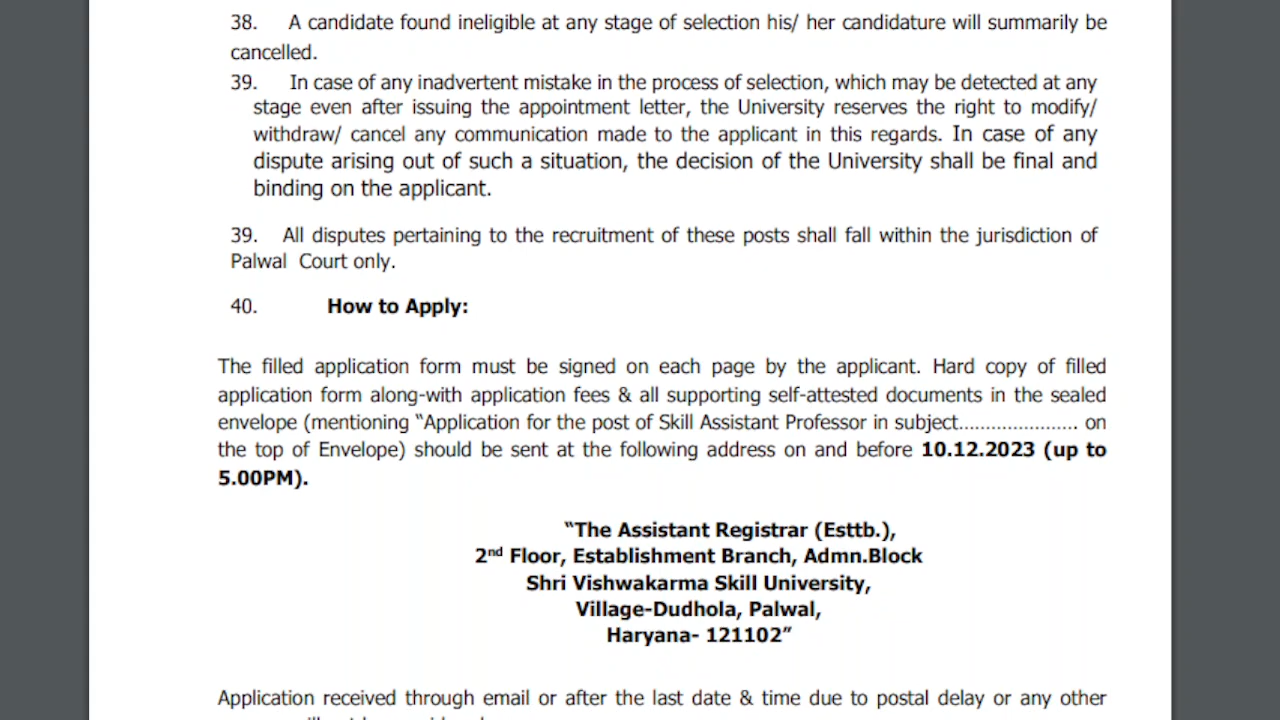 38. A candidate found ineligible at any stage of selection his/ her candidature will summarily be
cancelled.
39. In case of any inadvertent mistake in the process of selection, which may be detected at any
stage even after issuing the appointment letter, the University reserves the right to modify/
withdraw/ cancel any communication made to the applicant in this regards. In case of any
dispute arising out of such a situation, the decision of the University shall be final and
binding on the applicant.
39. All disputes pertaining to the recruitment of these posts shall fall within the jurisdiction of
Palwal Court only.
40. How to Apply:
The filled application form must be signed on each page by the applicant. Hard copy of filled
application form along-with application fees & all supporting self-attested documents in the sealed
envelope (mentioning “Application for the post of Skill Assistant Professor in subject...................... on
the top of Envelope) should be sent at the following address on and before 10.12.2023 (up to
5.00PM).
“The Assistant Registrar (Esttb.),
2nd Floor, Establishment Branch, Admn.Block
Shri Vishwakarma Skill University,
Village-Dudhola, Palwal,
Haryana- 121102”
Application received through email or after the last date & time due to postal delay or any other